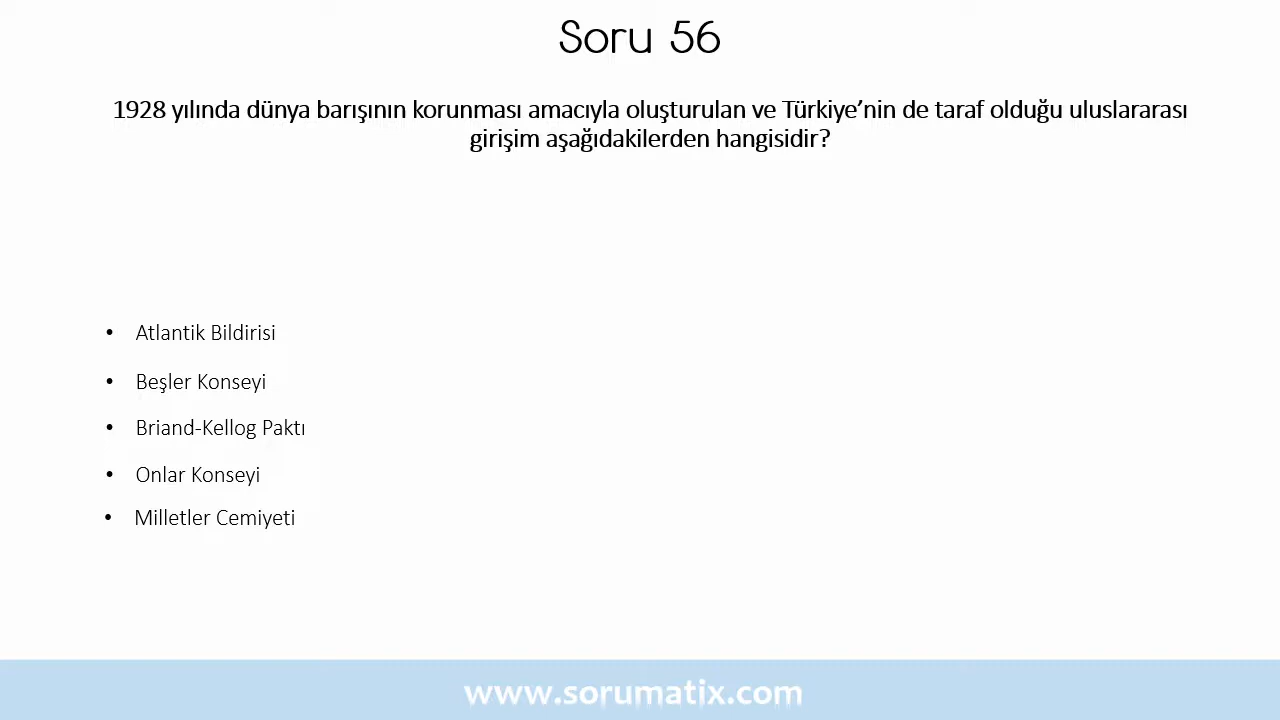 Soru 56
1928 yılında dünya barışının korunması amacıyla oluşturulan ve Türkiye’nin de taraf olduğu uluslararası
girişim aşağıdakilerden hangisidir?
• Atlantik Bildirisi
• Beşler Konseyi
• Briand-Kellog Paktı
• Onlar Konseyi
• Milletler Cemiyeti
www.sorumatix.com